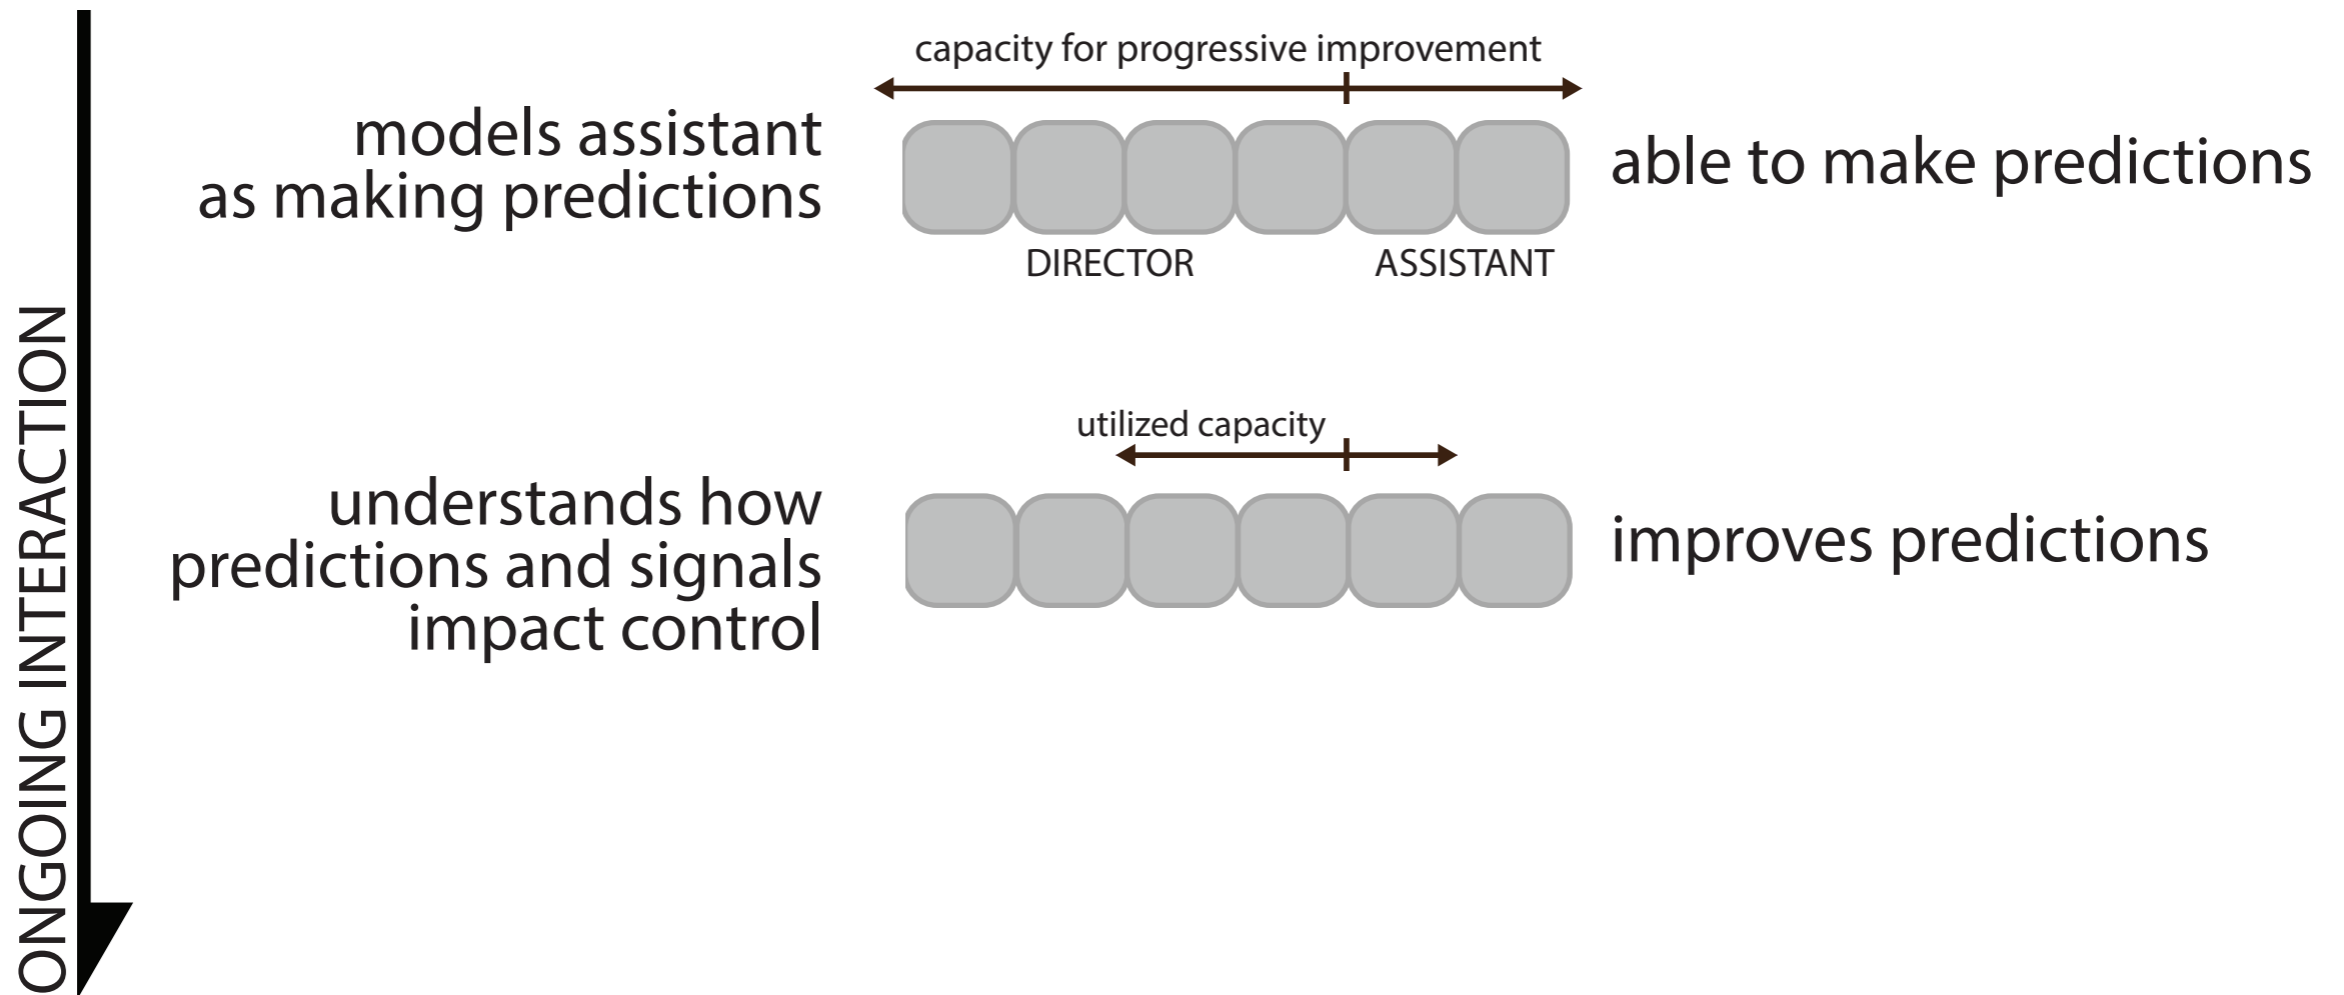 ONGOING INTERACTION
capacity for progressive improvement
models assistant
as making predictions
able to make predictions
DIRECTOR
ASSISTANT
utilized capacity
understands how
predictions and signals
impact control
improves predictions